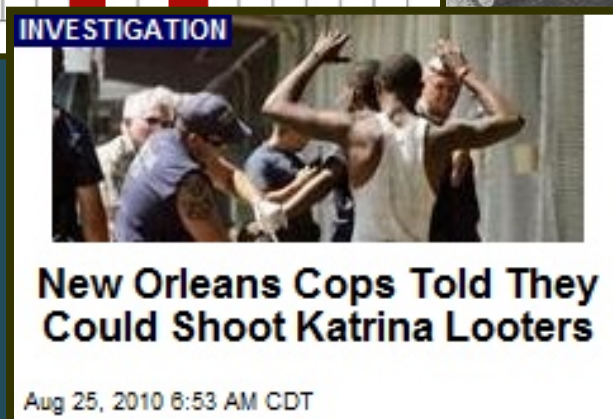 INVESTIGATION
New Orleans Cops Told They
Could Shoot Katrina Looters
Aug 25, 2010 6:53 AM CDT